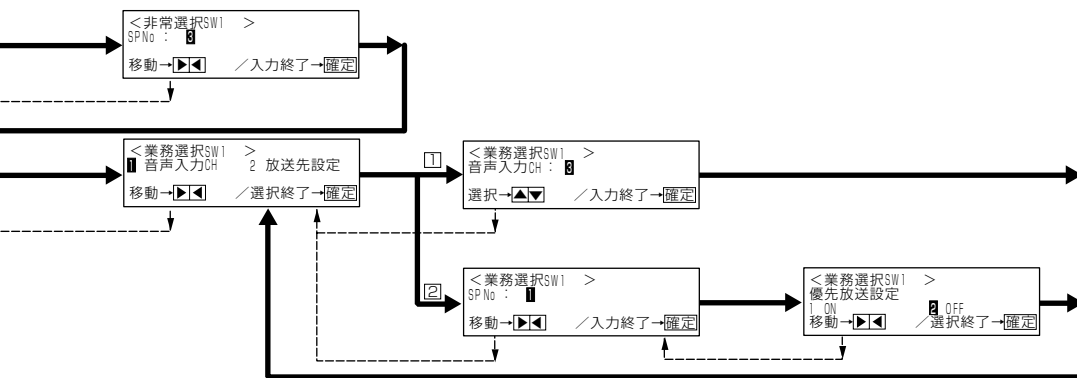 ＜非常選択SW1　＞
SPNo : 3
移動→▶◀　／入力終了→確定
＜業務選択SW1　＞
1 音声入力CH　2 放送先設定
移動→▶◀　／選択終了→確定
1
＜業務選択SW1　＞
音声入力CH : 3
選択→▲▼　／入力終了→確定
2
＜業務選択SW1　＞
SPNo : 1
移動→▶◀　／入力終了→確定
＜業務選択SW1　＞
優先放送設定
1 ON　2 OFF
移動→▶◀　／選択終了→確定